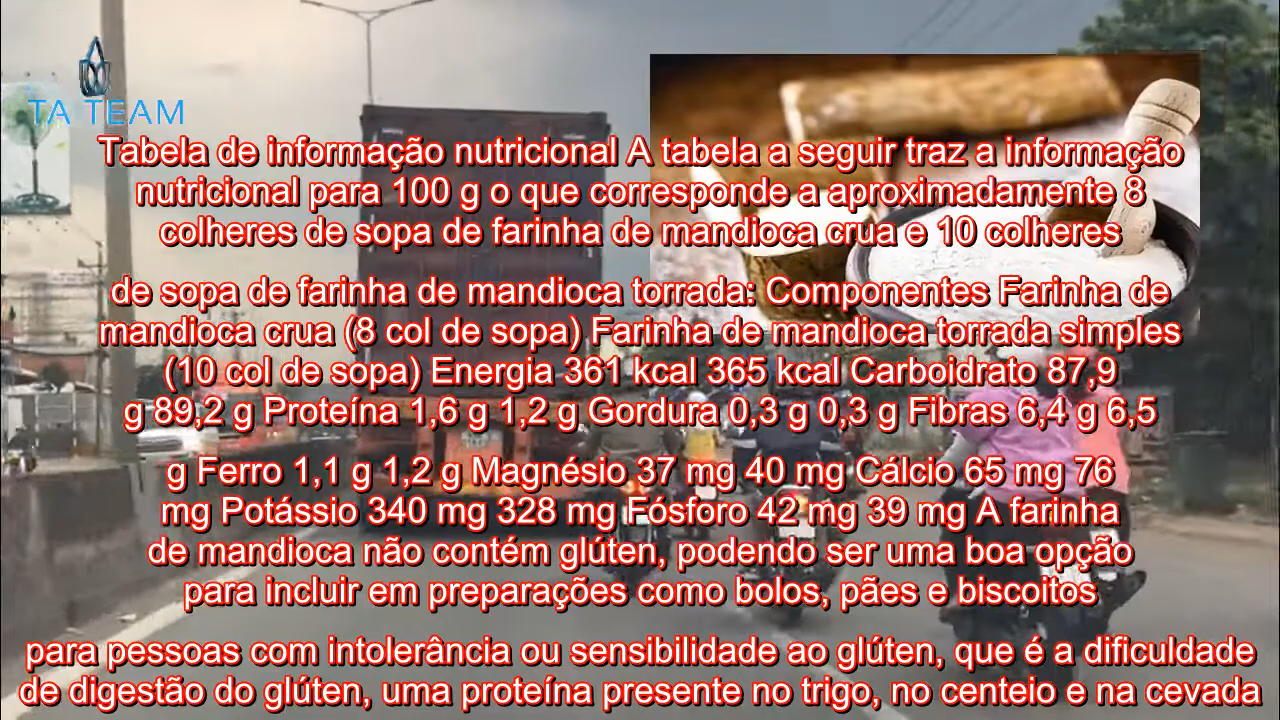 TA TEAM
Tabela de informação nutricional A tabela a seguir traz a informação
nutricional para 100 g o que corresponde a aproximadamente 8
colheres de sopa de farinha de mandioca crua e 10 colheres
de sopa de farinha de mandioca torrada: Componentes Farinha de
mandioca crua (8 col de sopa) Farinha de mandioca torrada simples
(10 col de sopa) Energia 361 kcal 365 kcal Carboidrato 87,9
g 89,2 g Proteína 1,6 g 1,2 g Gordura 0,3 g 0,3 g Fibras 6,4 g 6,5
g Ferro 1,1 g 1,2 g Magnésio 37 mg 40 mg Cálcio 65 mg 76
mg Potássio 340 mg 328 mg Fósforo 42 mg 39 mg A farinha
de mandioca não contém glúten, podendo ser uma boa opção
para incluir em preparações como bolos, pães e biscoitos
para pessoas com intolerância ou sensibilidade ao glúten, que é a dificuldade
de digestão do glúten, uma proteína presente no trigo, no centeio e na cevada